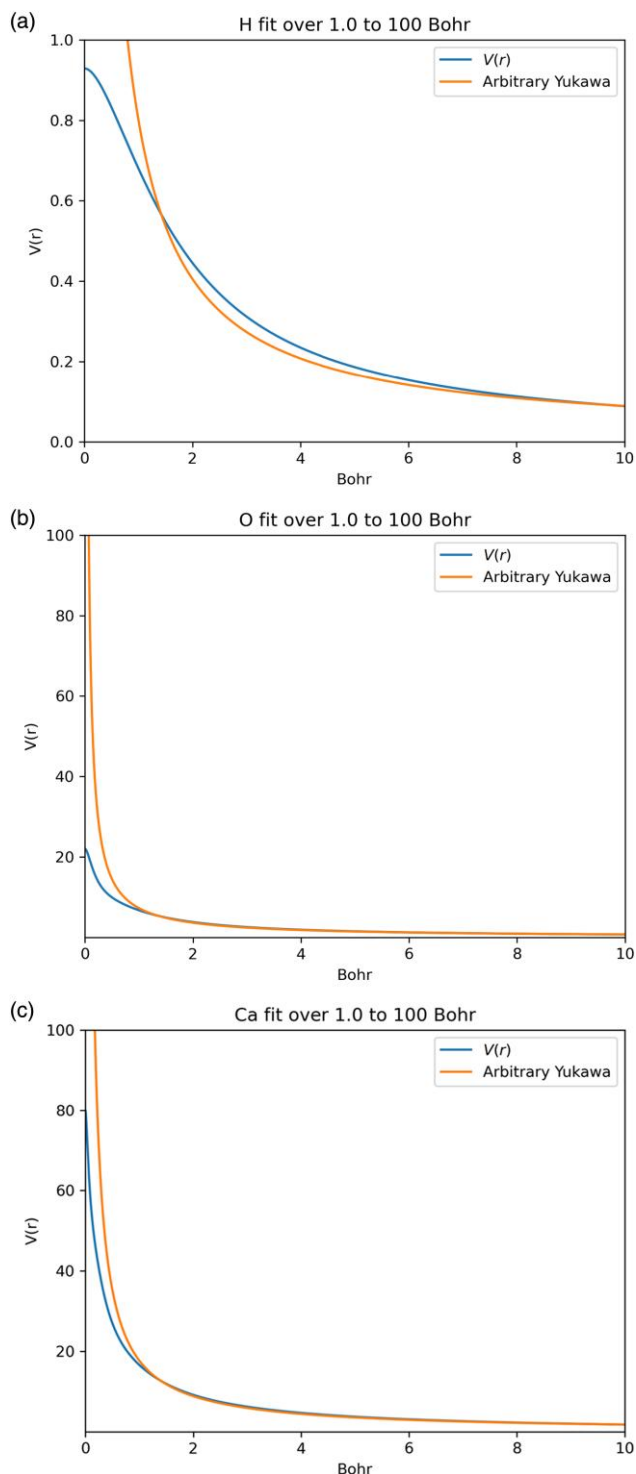 (a)
H fit over 1.0 to 100 Bohr
1.0
0.8
0.6
0.4
0.2
0.0
V(r)
V(r)
Arbitrary Yukawa
0 2 4 6 8 10
Bohr
(b)
O fit over 1.0 to 100 Bohr
100
80
60
40
20
V(r)
V(r)
Arbitrary Yukawa
0 2 4 6 8 10
Bohr
(c)
Ca fit over 1.0 to 100 Bohr
100
80
60
40
20
V(r)
V(r)
Arbitrary Yukawa
0 2 4 6 8 10
Bohr